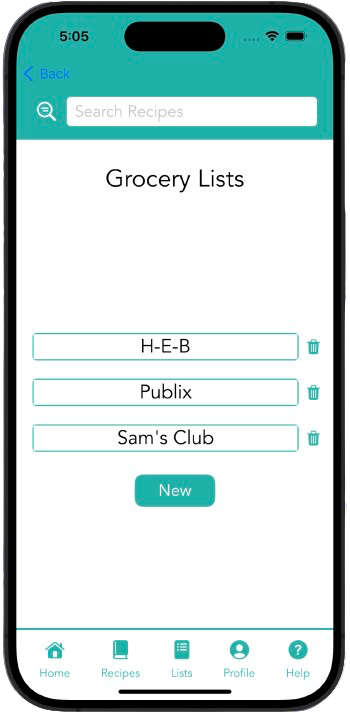 5:05
Back
Search Recipes
Grocery Lists
H-E-B
Publix
Sam's Club
New
Home Recipes Lists Profile Help